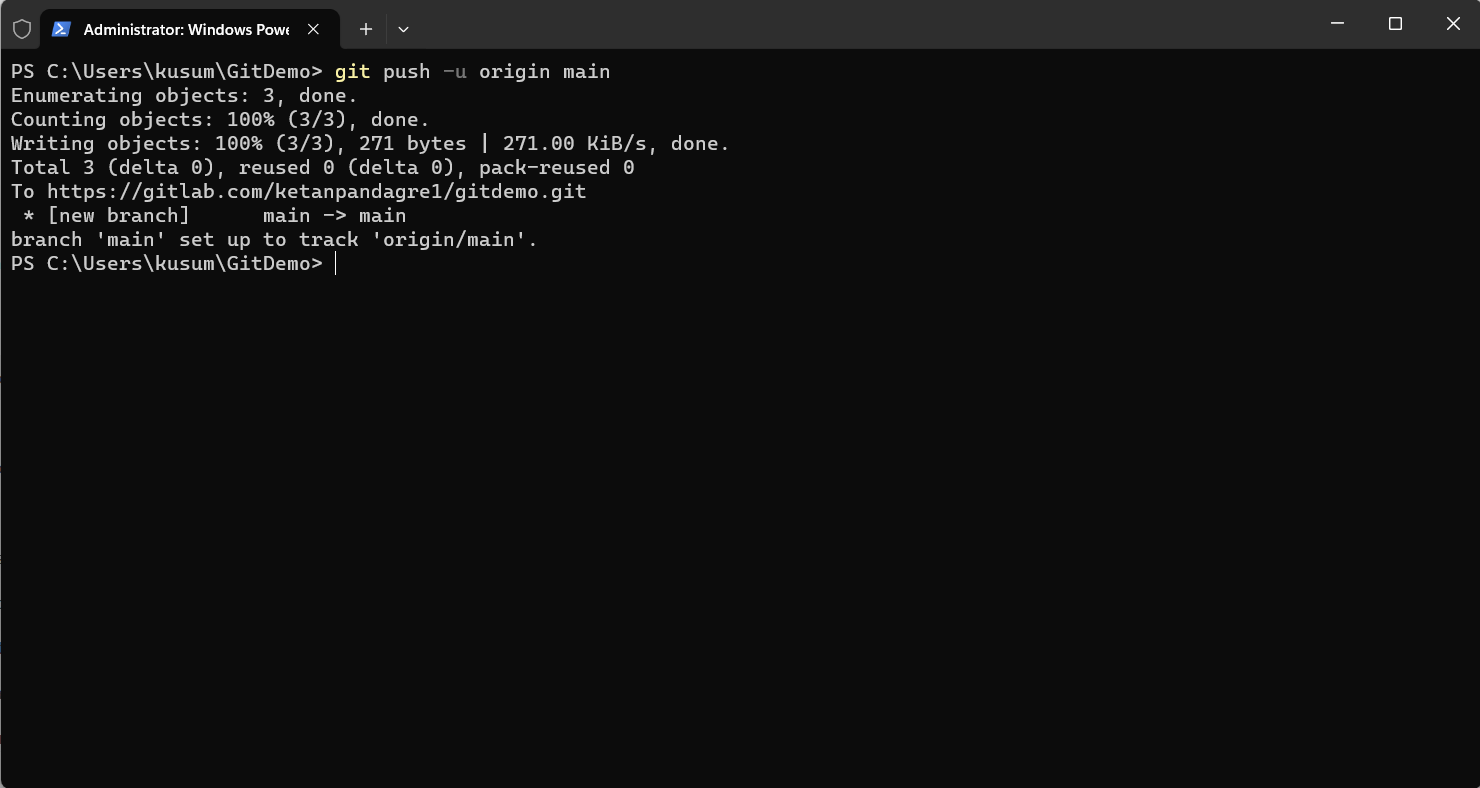 Administrator: Windows Powe
PS C:\Users\kusum\GitDemo> git push -u origin main
Enumerating objects: 3, done.
Counting objects: 100% (3/3), done.
Writing objects: 100% (3/3), 271 bytes | 271.00 KiB/s, done.
Total 3 (delta 0), reused 0 (delta 0), pack-reused 0
To https://gitlab.com/ketanpandagre1/gitdemo.git
 * [new branch]      main -> main
branch 'main' set up to track 'origin/main'.
PS C:\Users\kusum\GitDemo>